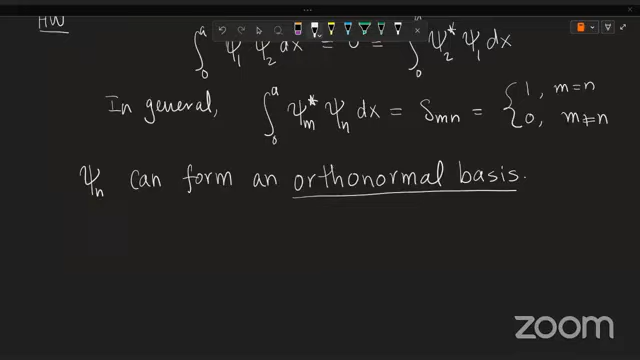 HW
∫₀ᵃ ψ₁* ψ₂ dx = 0 = ∫₀ᵃ ψ₂* ψ₁ dx
In general, ∫₀ᵃ ψₘ* ψₙ dx = δₘₙ = { 1, m=n
0, m≠n
ψₙ can form an orthonormal basis.
zoom